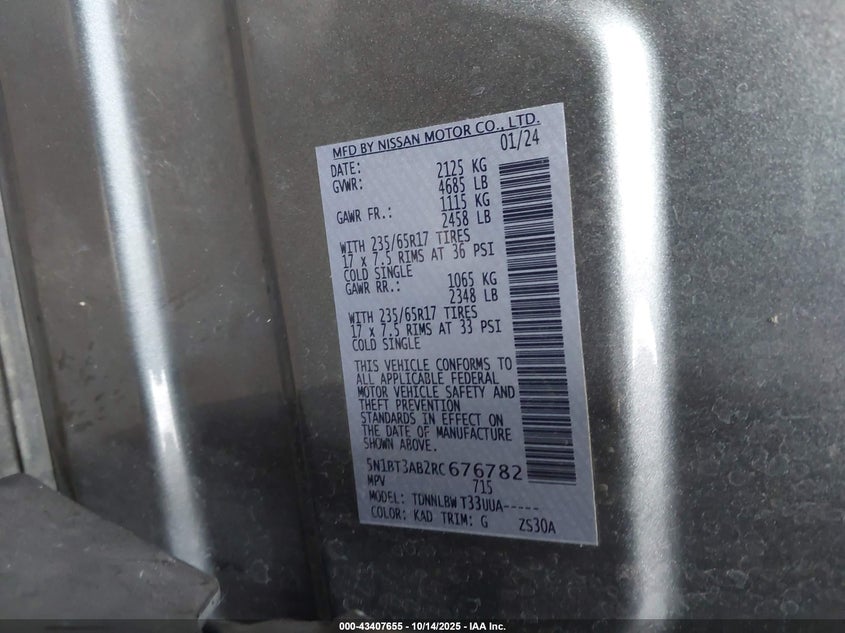 MFD BY NISSAN MOTOR CO., LTD.
DATE: 01/24
GVWR: 2125 KG
4685 LB
GAWR FR.: 1115 KG
2458 LB
WITH 235/65R17 TIRES
17 x 7.5 RIMS AT 36 PSI
COLD SINGLE
GAWR RR.: 1065 KG
2348 LB
WITH 235/65R17 TIRES
17 x 7.5 RIMS AT 33 PSI
COLD SINGLE
THIS VEHICLE CONFORMS TO
ALL APPLICABLE FEDERAL
MOTOR VEHICLE SAFETY AND
THEFT PREVENTION
STANDARDS IN EFFECT ON
THE DATE OF MANUFACTURE
SHOWN ABOVE.
5N1BT3AB2RC676782
MPV 715
MODEL: TDNNLBW T33UUA-----
COLOR: KAD TRIM: G ZS30A
000-43407655 - 10/14/2025 - IAA Inc.